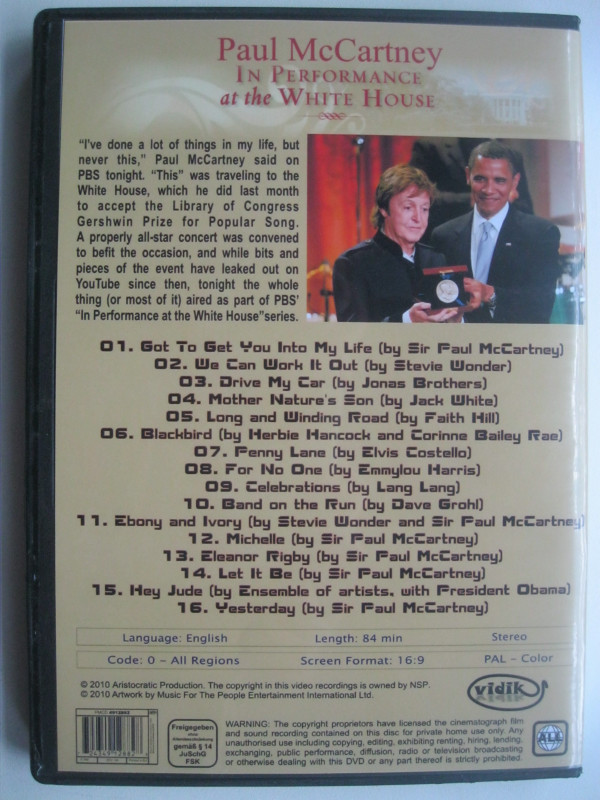 Paul McCartney
IN PERFORMANCE
at the WHITE HOUSE
"I've done a lot of things in my life, but
never this," Paul McCartney said on
PBS tonight. "This" was traveling to the
White House, which he did last month
to accept the Library of Congress
Gershwin Prize for Popular Song.
A properly all-star concert was convened
to befit the occasion, and while bits and
pieces of the event have leaked out on
YouTube since then, tonight the whole
thing (or most of it) aired as part of PBS'
"In Performance at the White House"series.
01. Got To Get You Into My Life (by Sir Paul McCartney)
02. We Can Work It Out (by Stevie Wonder)
03. Drive My Car (by Jonas Brothers)
04. Mother Nature's Son (by Jack White)
05. Long and Winding Road (by Faith Hill)
06. Blackbird (by Herbie Hancock and Corinne Bailey Rae)
07. Penny Lane (by Elvis Costello)
08. For No One (by Emmylou Harris)
09. Celebrations (by Lang Lang)
10. Band on the Run (by Dave Grohl)
11. Ebony and Ivory (by Stevie Wonder and Sir Paul McCartney)
12. Michelle (by Sir Paul McCartney)
13. Eleanor Rigby (by Sir Paul McCartney)
14. Let It Be (by Sir Paul McCartney)
15. Hey Jude (by Ensemble of artists, with President Obama)
16. Yesterday (by Sir Paul McCartney)
Language: English Length: 84 min Stereo
Code: 0 – All Regions Screen Format: 16:9 PAL – Color
© 2010 Aristocratic Production. The copyright in this video recordings is owned by NSP.
© 2010 Artwork by Music For The People Entertainment International Ltd.
vidik
Freigegeben
ohne
Altersbeschränkung
gemäß § 14
JuSchG
FSK
WARNING: The copyright proprietors have licensed the cinematograph film
and sound recording contained on this disc for private home use only. Any
unauthorised use including copying, editing, exhibiting renting, hiring, lending,
exchanging, public performance, diffusion, radio or television broadcasting
or otherwise dealing with this DVD or any part thereof is strictly prohibited.
ALL